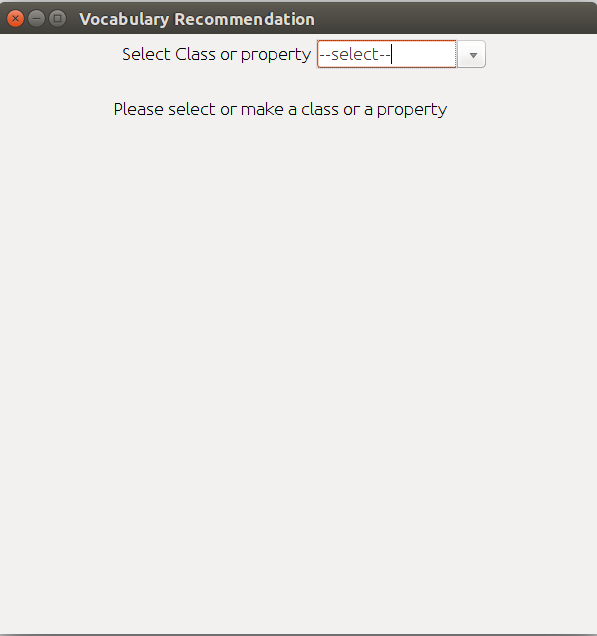 Vocabulary Recommendation
Select Class or property --select--
Please select or make a class or a property